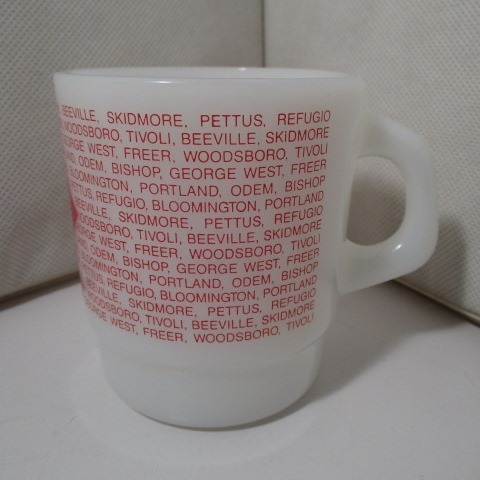 BEEVILLE, SKIDMORE, PETTUS, REFUGIO
WOODSBORO, TIVOLI, BEEVILLE, SKIDMORE
GEORGE WEST, FREER, WOODSBORO, TIVOLI
ODEM, BISHOP, GEORGE WEST, FREER
BLOOMINGTON, PORTLAND, ODEM, BISHOP
PETTUS, REFUGIO, BLOOMINGTON, PORTLAND
BEEVILLE, SKIDMORE, PETTUS, REFUGIO
WOODSBORO, TIVOLI, BEEVILLE, SKIDMORE
GEORGE WEST, FREER, WOODSBORO, TIVOLI
ODEM, BISHOP, GEORGE WEST, FREER
BLOOMINGTON, PORTLAND, ODEM, BISHOP
PETTUS, REFUGIO, BLOOMINGTON, PORTLAND
BEEVILLE, SKIDMORE, PETTUS, REFUGIO
WOODSBORO, TIVOLI, BEEVILLE, SKIDMORE
GEORGE WEST, FREER, WOODSBORO, TIVOLI